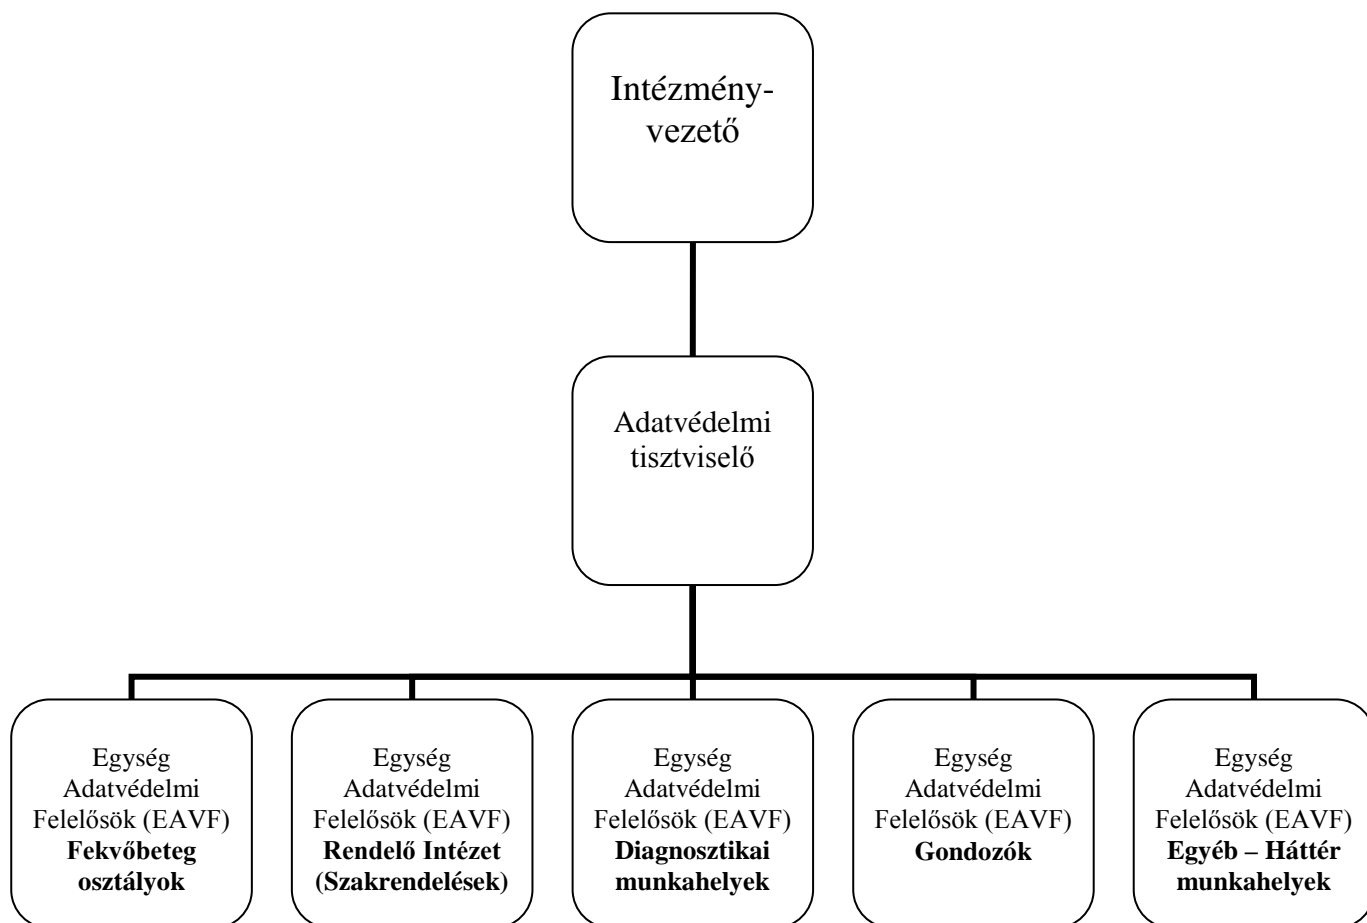 Intézmény-
vezető
Adatvédelmi
tisztviselő
Egység
Adatvédelmi
Felelősök (EAVF)
Fekvőbeteg
osztályok
Egység
Adatvédelmi
Felelősök (EAVF)
Rendelő Intézet
(Szakrendelések)
Egység
Adatvédelmi
Felelősök (EAVF)
Diagnosztikai
munkahelyek
Egység
Adatvédelmi
Felelősök (EAVF)
Gondozók
Egység
Adatvédelmi
Felelősök (EAVF)
Egyéb – Háttér
munkahelyek